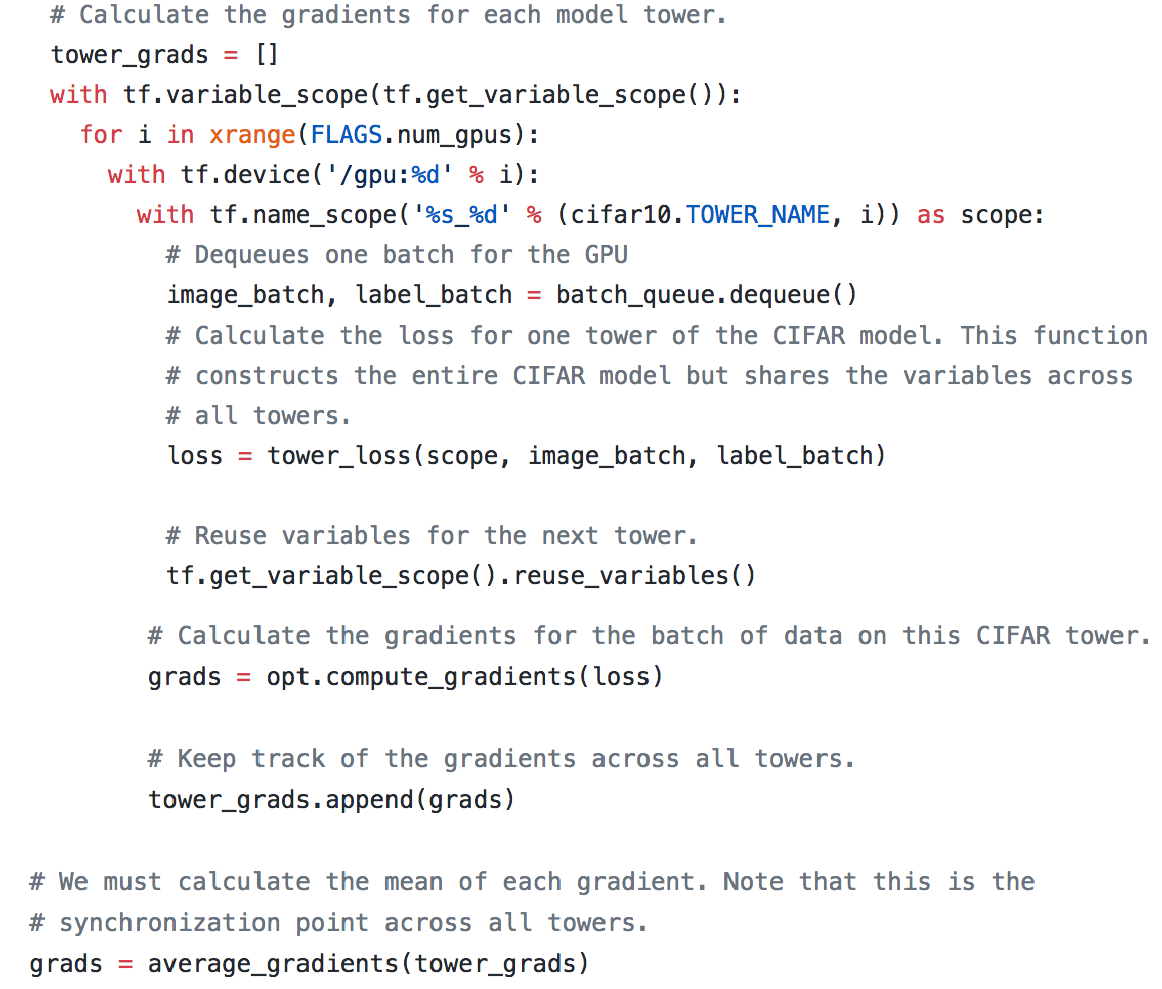 # Calculate the gradients for each model tower.
tower_grads = []
with tf.variable_scope(tf.get_variable_scope()):
for i in xrange(FLAGS.num_gpus):
with tf.device('/gpu:%d' % i):
with tf.name_scope('%s_%d' % (cifar10.TOWER_NAME, i)) as scope:
# Dequeues one batch for the GPU
image_batch, label_batch = batch_queue.dequeue()
# Calculate the loss for one tower of the CIFAR model. This function
# constructs the entire CIFAR model but shares the variables across
# all towers.
loss = tower_loss(scope, image_batch, label_batch)
# Reuse variables for the next tower.
tf.get_variable_scope().reuse_variables()
# Calculate the gradients for the batch of data on this CIFAR tower.
grads = opt.compute_gradients(loss)
# Keep track of the gradients across all towers.
tower_grads.append(grads)
# We must calculate the mean of each gradient. Note that this is the
# synchronization point across all towers.
grads = average_gradients(tower_grads)